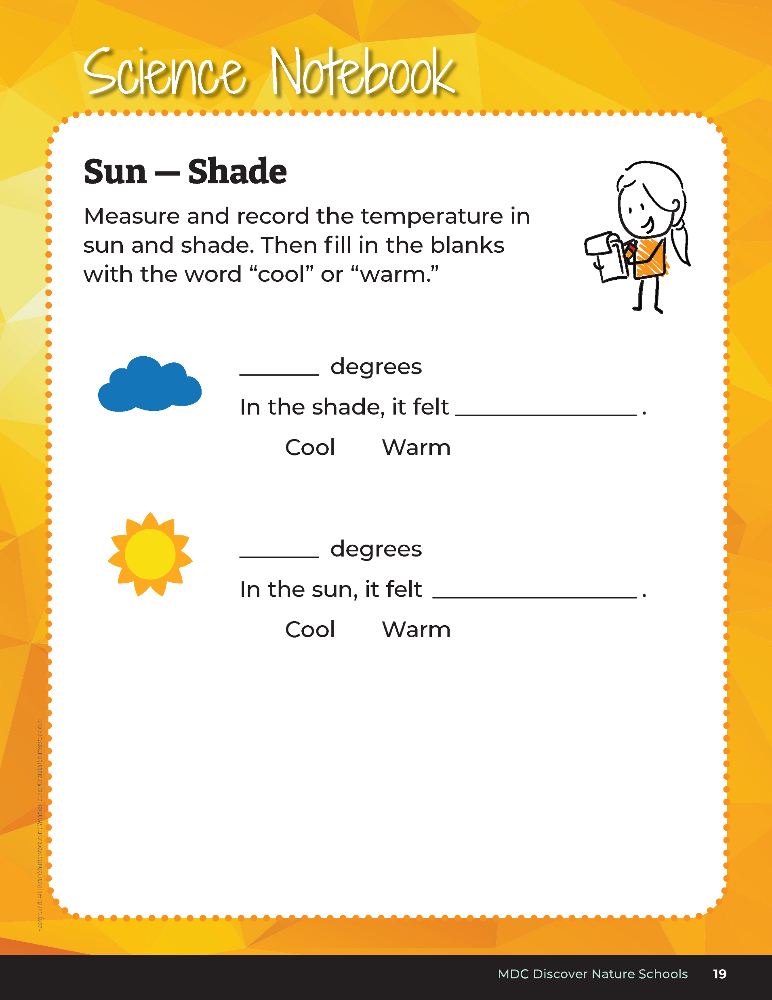 Science Notebook
Sun — Shade
Measure and record the temperature in
sun and shade. Then fill in the blanks
with the word “cool” or “warm.”
_______ degrees
In the shade, it felt ________________ .
Cool Warm
_______ degrees
In the sun, it felt __________________ .
Cool Warm
Background: ©LTDean/Shutterstock.com; Weather Icons: ©nataka/Shutterstock.com
MDC Discover Nature Schools 19